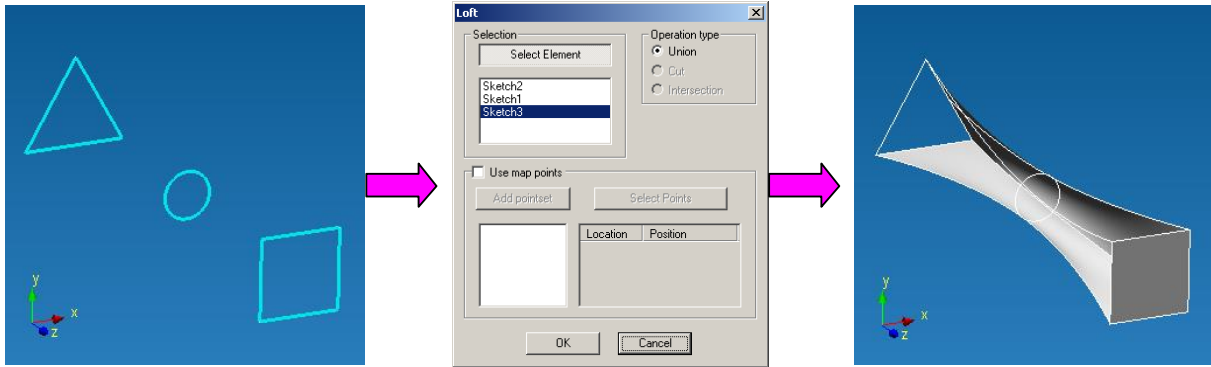 y
x
z
Loft
Selection
Select Element
Sketch2
Sketch1
Sketch3
Operation type
Union
Cut
Intersection
Use map points
Add pointset
Select Points
Location Position
OK
Cancel
y
x
z